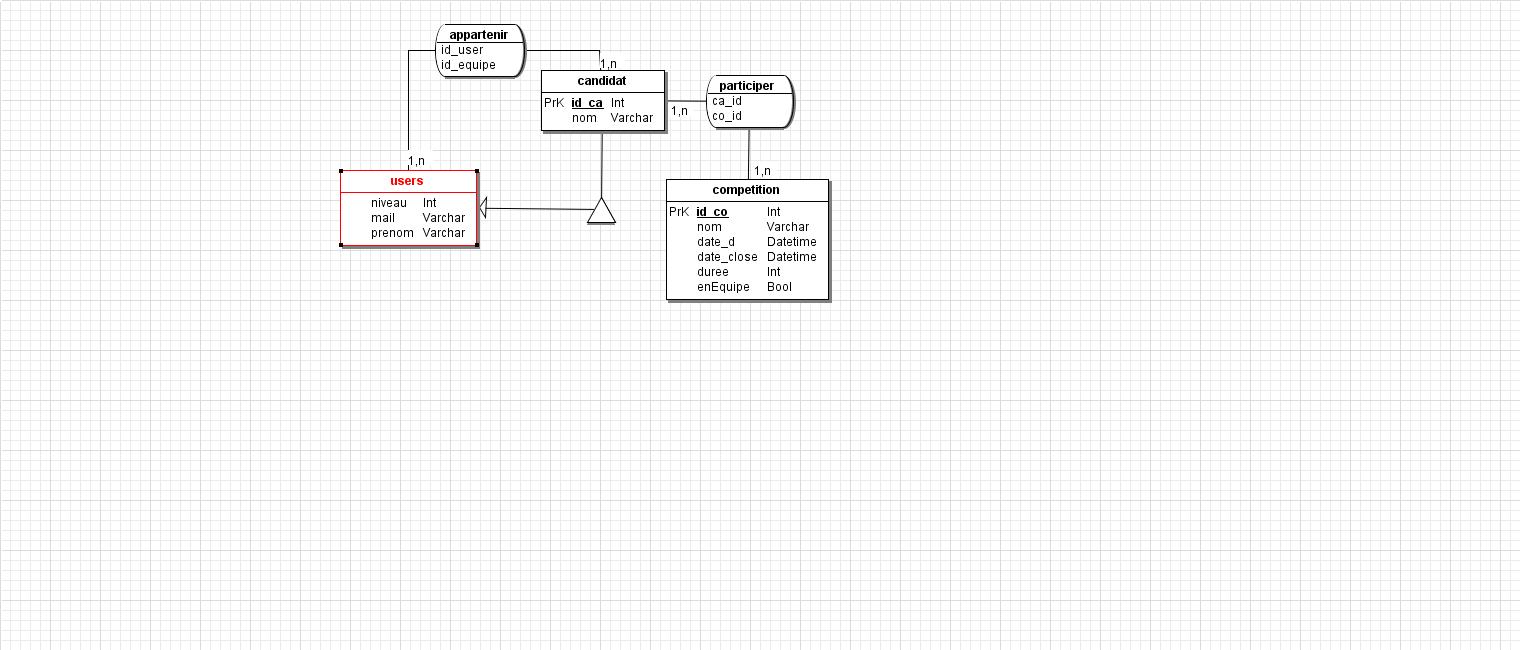 appartenir
id_user
id_equipe
1,n
candidat
PrK id_ca Int
nom Varchar
1,n
participer
ca_id
co_id
1,n
users
niveau Int
mail Varchar
prenom Varchar
1,n
competition
PrK id_co Int
nom Varchar
date_d Datetime
date_close Datetime
duree Int
enEquipe Bool